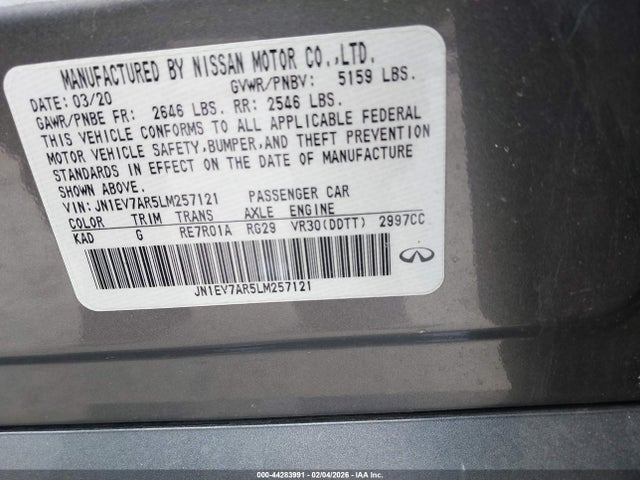 MANUFACTURED BY NISSAN MOTOR CO.,LTD.
DATE: 03/20 GVWR/PNBV: 5159 LBS.
GAWR/PNBE FR: 2646 LBS. RR: 2546 LBS.
THIS VEHICLE CONFORMS TO ALL APPLICABLE FEDERAL
MOTOR VEHICLE SAFETY,BUMPER,AND THEFT PREVENTION
STANDARDS IN EFFECT ON THE DATE OF MANUFACTURE
SHOWN ABOVE.
VIN: JN1EV7AR5LM257121 PASSENGER CAR
COLOR TRIM TRANS AXLE ENGINE
KAD G RE7R01A RG29 VR30(DDTT) 2997CC
JN1EV7AR5LM257121
000-44283991 - 02/04/2026 - IAA Inc.